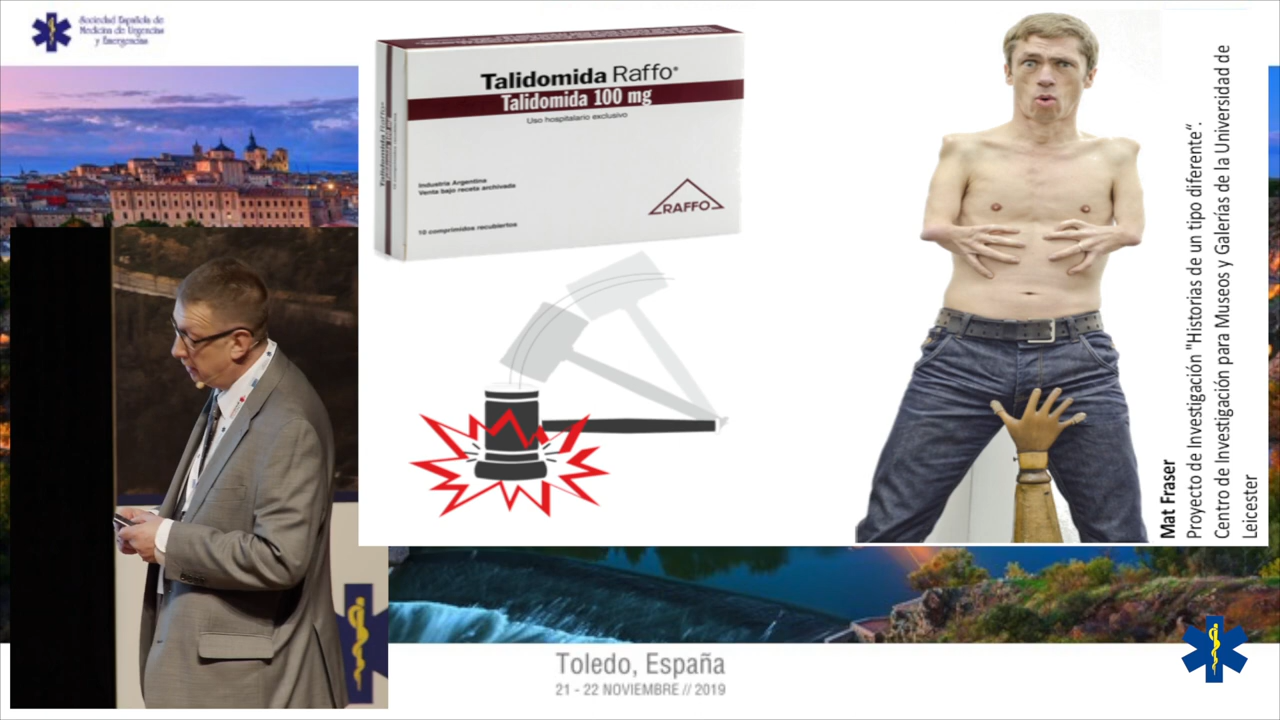 Sociedad Española de
Medicina de Urgencias
y Emergencias
Talidomida Raffo®
Talidomida 100 mg
Uso hospitalario exclusivo
Industria Argentina
Venta bajo receta archivada
RAFFO
10 comprimidos recubiertos
Mat Fraser
Proyecto de Investigación "Historias de un tipo diferente“.
Centro de Investigación para Museos y Galerías de la Universidad de
Leicester
Toledo, España
21 - 22 NOVIEMBRE // 2019